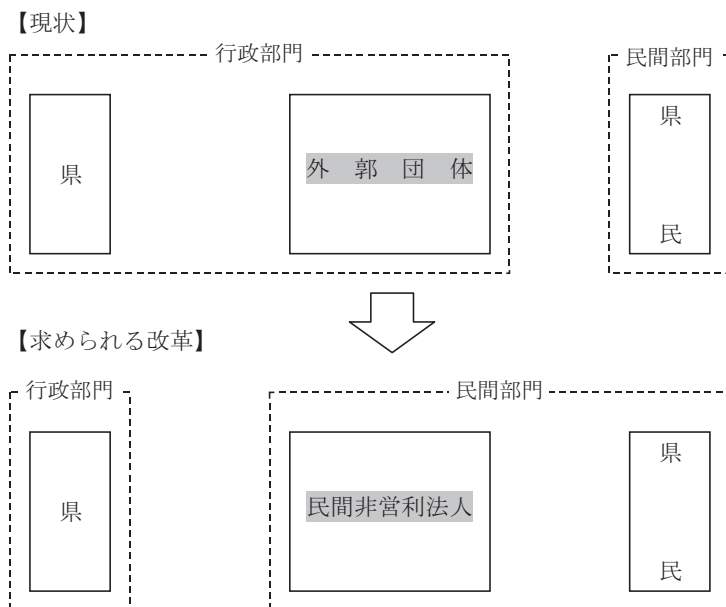 【現状】
行政部門
民間部門
県
外 郭 団 体
県
民
【求められる改革】
行政部門
民間部門
県
民間非営利法人
県
民